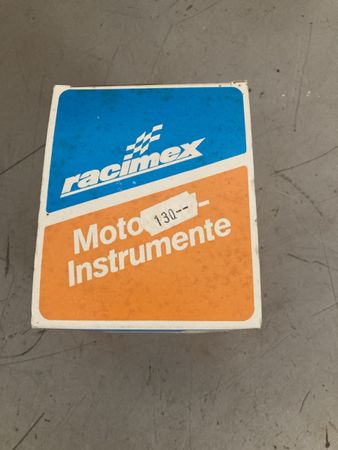 racimex
Moto
130--
Instrumente